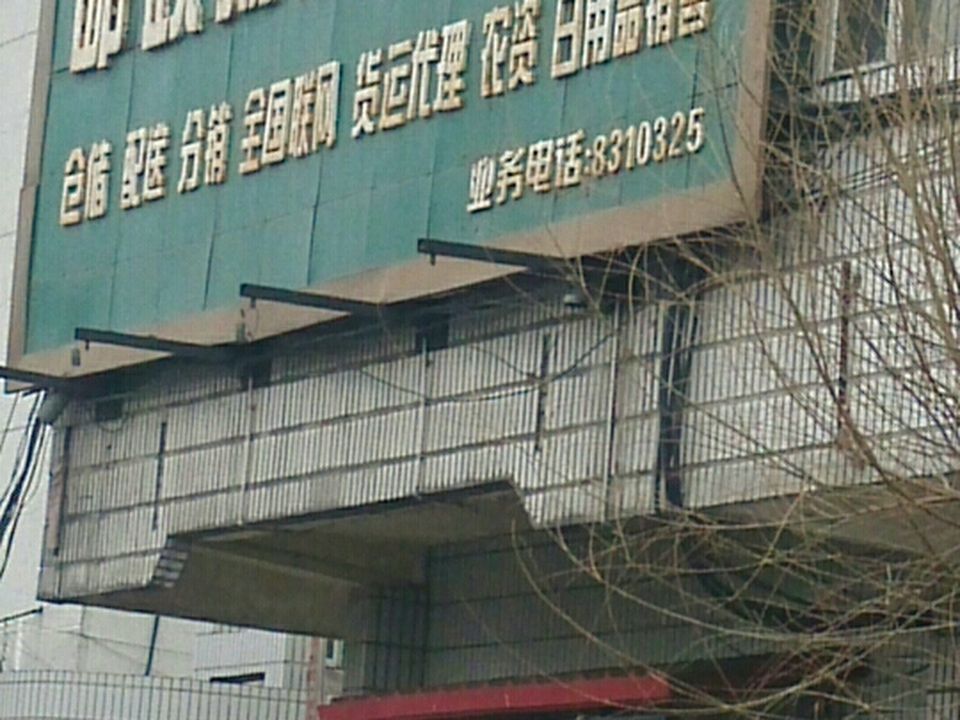 仓储 配送 分销 全国联网 货运代理 农资 日用品销售
业务电话:8310325